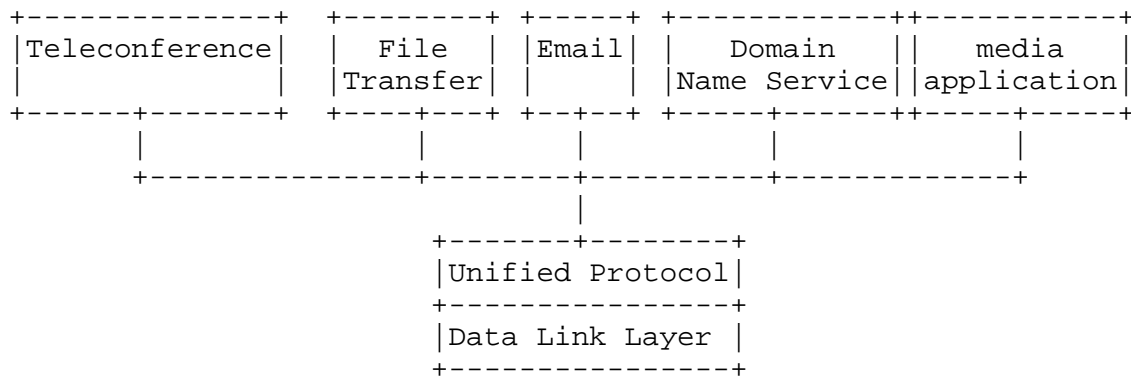 Teleconference File Email Domain media
Transfer Name Service application
Unified Protocol
Data Link Layer